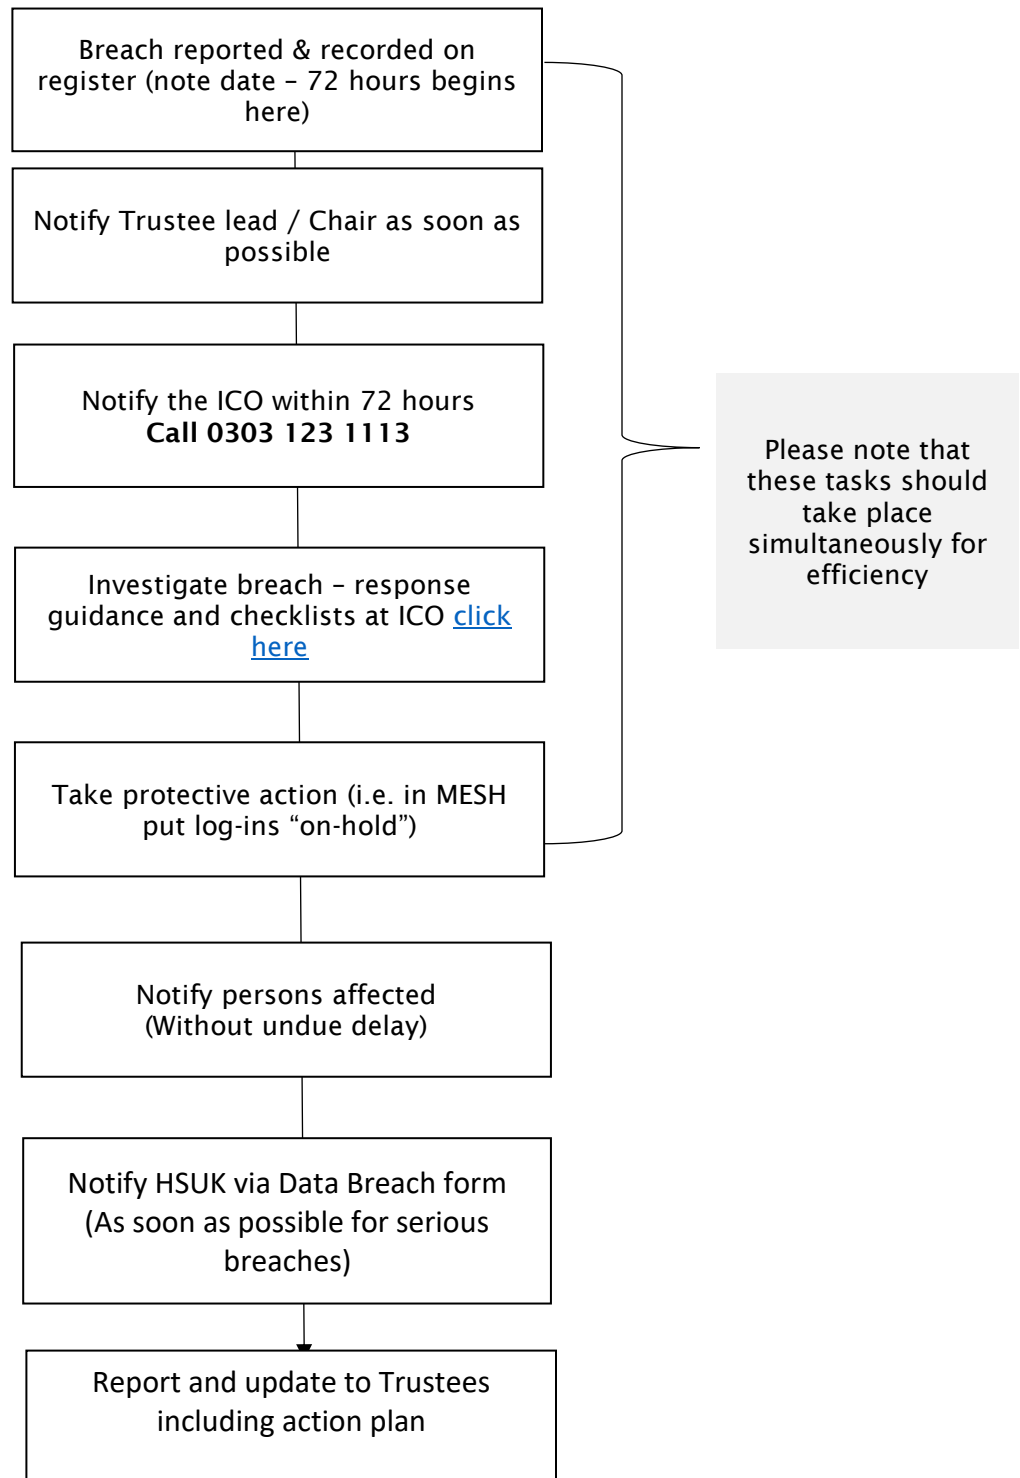 Breach reported & recorded on
register (note date – 72 hours begins
here)
Notify Trustee lead / Chair as soon as
possible
Notify the ICO within 72 hours
Call 0303 123 1113
Investigate breach – response
guidance and checklists at ICO click
here
Take protective action (i.e. in MESH
put log-ins “on-hold”)
Please note that
these tasks should
take place
simultaneously for
efficiency
Notify persons affected
(Without undue delay)
Notify HSUK via Data Breach form
(As soon as possible for serious
breaches)
Report and update to Trustees
including action plan